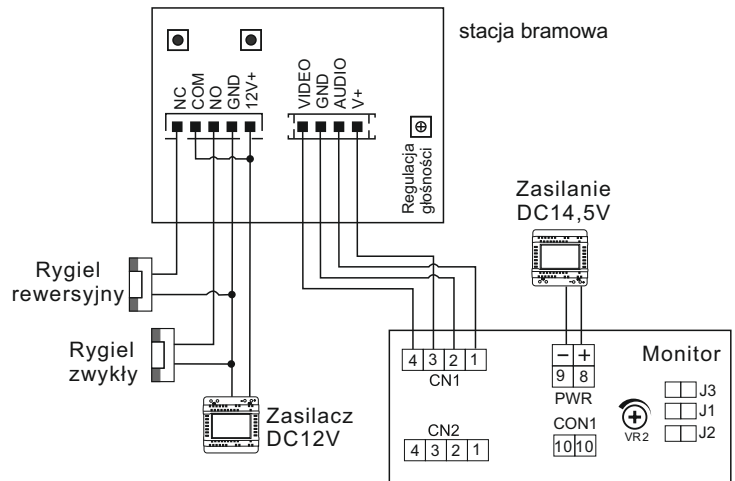 stacja bramowa
NC
COM
NO
GND
12V+
VIDEO
GND
AUDIO
V+
Regulacja
głośności
Zasilanie
DC14,5V
Rygiel
rewersyjny
Rygiel
zwykły
Zasilacz
DC12V
4 3 2 1
CN1
CN2
4 3 2 1
− +
9 8
PWR
CON1
10 10
VR2
Monitor
J3
J1
J2